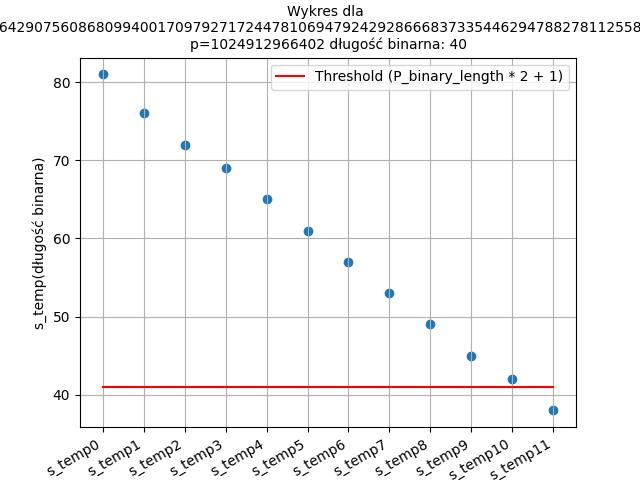 Wykres dla
64290756086809940017097927172447810694792429286668373354462947882781125558
p=1024912966402 długość binarna: 40
Threshold (P_binary_length * 2 + 1)
s_temp(długość binarna)
80
70
60
50
40
s_temp0
s_temp1
s_temp2
s_temp3
s_temp4
s_temp5
s_temp6
s_temp7
s_temp8
s_temp9
s_temp10
s_temp11